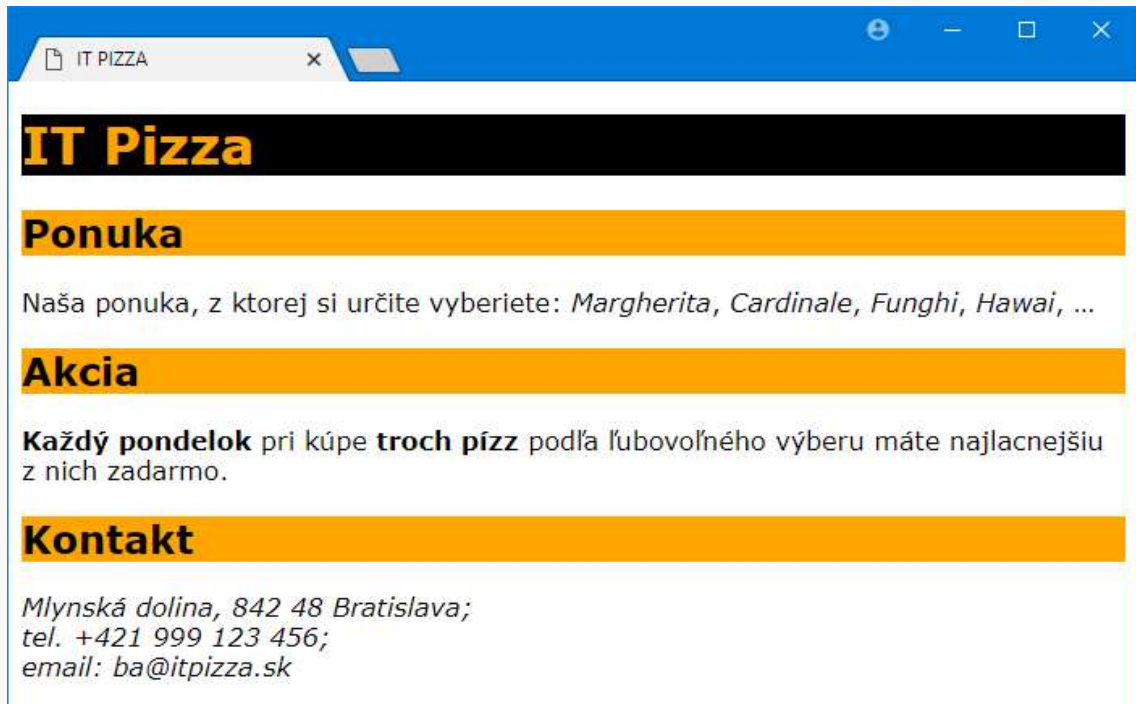 IT PIZZA
IT Pizza
Ponuka
Naša ponuka, z ktorej si určite vyberiete: Margherita, Cardinale, Funghi, Hawai, ...
Akcia
Každý pondelok pri kúpe troch pízz podľa ľubovoľného výberu máte najlacnejšiu
z nich zadarmo.
Kontakt
Mlynská dolina, 842 48 Bratislava;
tel. +421 999 123 456;
email: ba@itpizza.sk